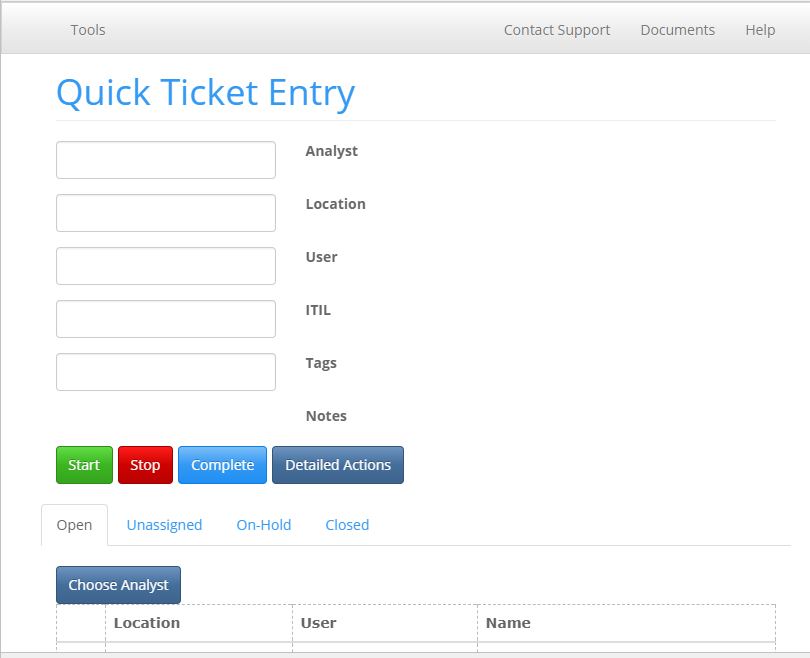 Tools Contact Support Documents Help
Quick Ticket Entry
Analyst
Location
User
ITIL
Tags
Notes
Start Stop Complete Detailed Actions
Open Unassigned On-Hold Closed
Choose Analyst
Location User Name